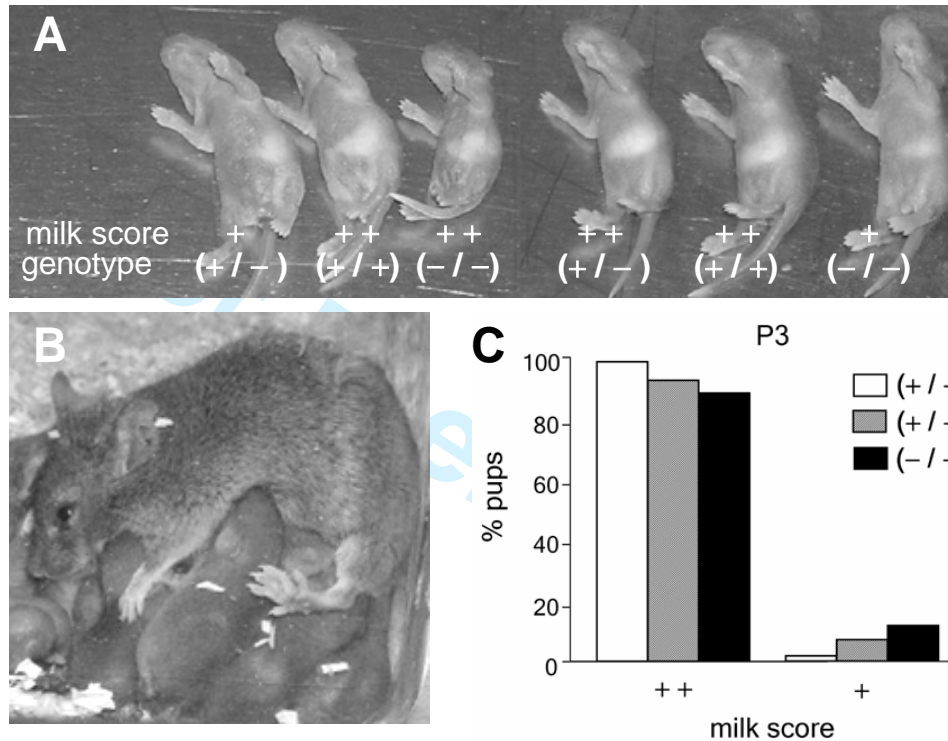 A
milk score + + + + + + + + + +
genotype (+ / −) (+ / +) (− / −) (+ / −) (+ / +) (− / −)
B
C
P3
100
80
60
40
20
0
% pups
(+ / -
(+ / -
(− / -
+ + +
milk score